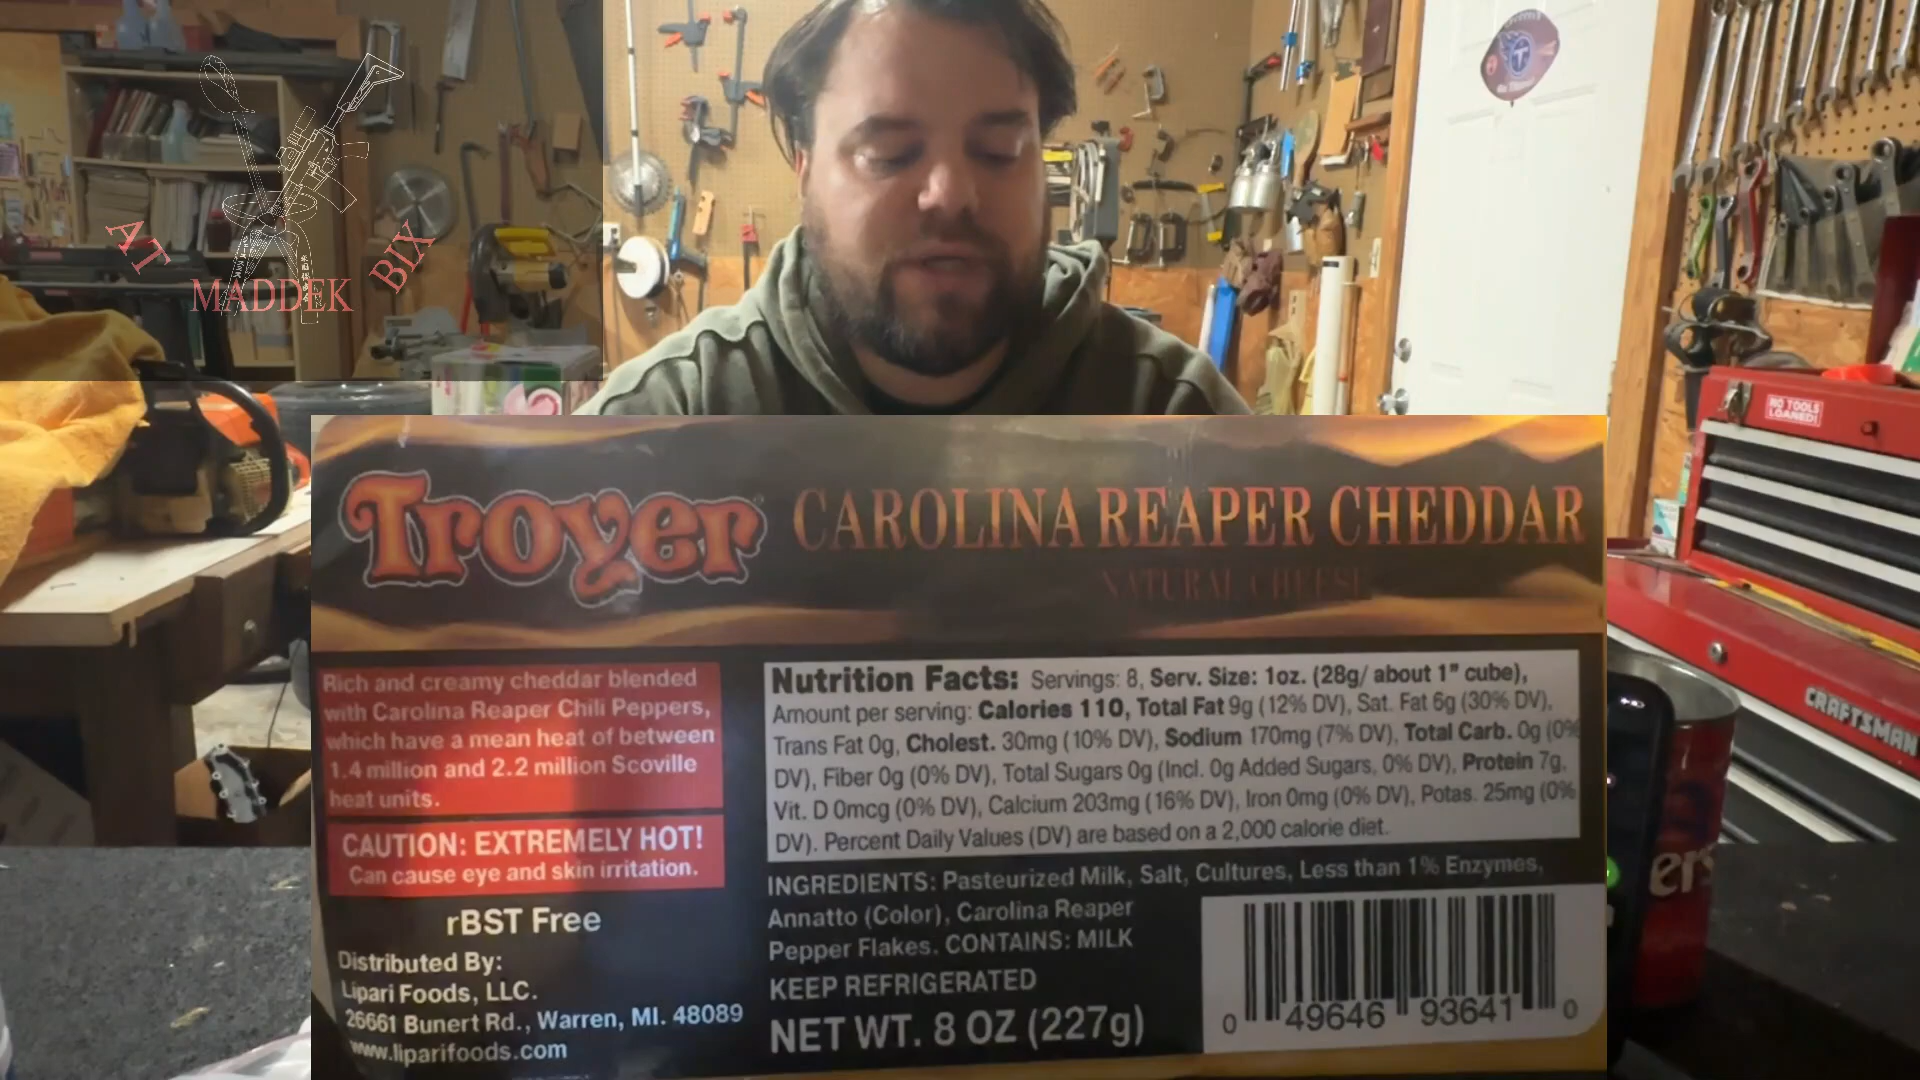 AT
MADDEK
BIX
NO TOOLS
LOANED!
CRAFTSMAN
Troyer
CAROLINA REAPER CHEDDAR
NATURAL CHEESE
Rich and creamy cheddar blended
with Carolina Reaper Chili Peppers,
which have a mean heat of between
1.4 million and 2.2 million Scoville
heat units.
CAUTION: EXTREMELY HOT!
Can cause eye and skin irritation.
rBST Free
Distributed By:
Lipari Foods, LLC.
26661 Bunert Rd., Warren, MI. 48089
www.liparifoods.com
Nutrition Facts: Servings: 8, Serv. Size: 1oz. (28g/ about 1" cube),
Amount per serving: Calories 110, Total Fat 9g (12% DV), Sat. Fat 6g (30% DV),
Trans Fat 0g, Cholest. 30mg (10% DV), Sodium 170mg (7% DV), Total Carb. 0g (0%
DV), Fiber 0g (0% DV), Total Sugars 0g (Incl. 0g Added Sugars, 0% DV), Protein 7g,
Vit. D 0mcg (0% DV), Calcium 203mg (16% DV), Iron 0mg (0% DV), Potas. 25mg (0%
DV). Percent Daily Values (DV) are based on a 2,000 calorie diet.
INGREDIENTS: Pasteurized Milk, Salt, Cultures, Less than 1% Enzymes,
Annatto (Color), Carolina Reaper
Pepper Flakes. CONTAINS: MILK
KEEP REFRIGERATED
NET WT. 8 OZ (227g)
0 49646 93641 0
ers